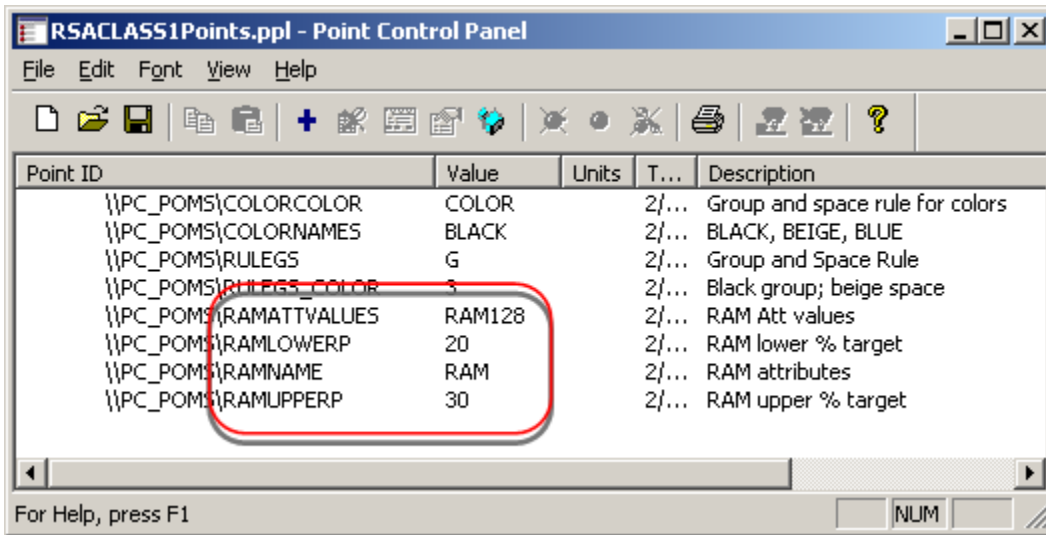 RSACLASS1Points.ppl - Point Control Panel
File Edit Font View Help
Point ID Value Units T... Description
\\PC_POMS\COLORCOLOR COLOR 2/... Group and space rule for colors
\\PC_POMS\COLORNAMES BLACK 2/... BLACK, BEIGE, BLUE
\\PC_POMS\RULEGS G 2/... Group and Space Rule
\\PC_POMS\RULEGS_COLOR 3 2/... Black group; beige space
\\PC_POMS\RAMATTVALUES RAM128 2/... RAM Att values
\\PC_POMS\RAMLOWERP 20 2/... RAM lower % target
\\PC_POMS\RAMNAME RAM 2/... RAM attributes
\\PC_POMS\RAMUPPERP 30 2/... RAM upper % target
For Help, press F1 NUM